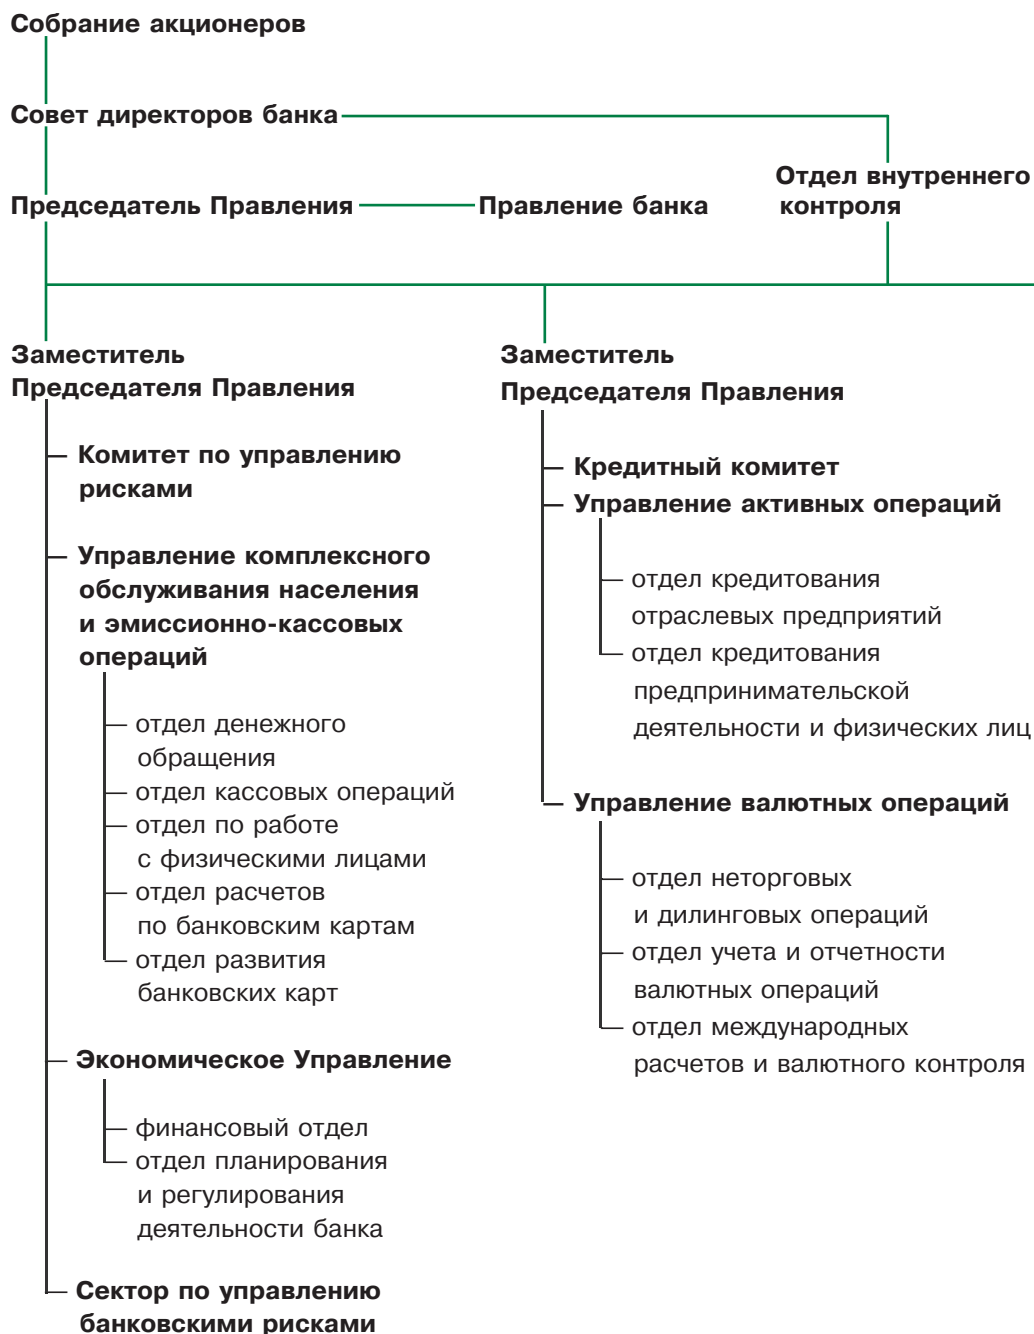 Собрание акционеров
Совет директоров банка
Отдел внутреннего
контроля
Председатель Правления
Правление банка
Заместитель
Председателя Правления
Комитет по управлению
рисками
Управление комплексного
обслуживания населения
и эмиссионно-кассовых
операций
отдел денежного
обращения
отдел кассовых операций
отдел по работе
с физическими лицами
отдел расчетов
по банковским картам
отдел развития
банковских карт
Экономическое Управление
финансовый отдел
отдел планирования
и регулирования
деятельности банка
Сектор по управлению
банковскими рисками
Заместитель
Председателя Правления
Кредитный комитет
Управление активных операций
отдел кредитования
отраслевых предприятий
отдел кредитования
предпринимательской
деятельности и физических лиц
Управление валютных операций
отдел неторговых
и дилинговых операций
отдел учета и отчетности
валютных операций
отдел международных
расчетов и валютного контроля